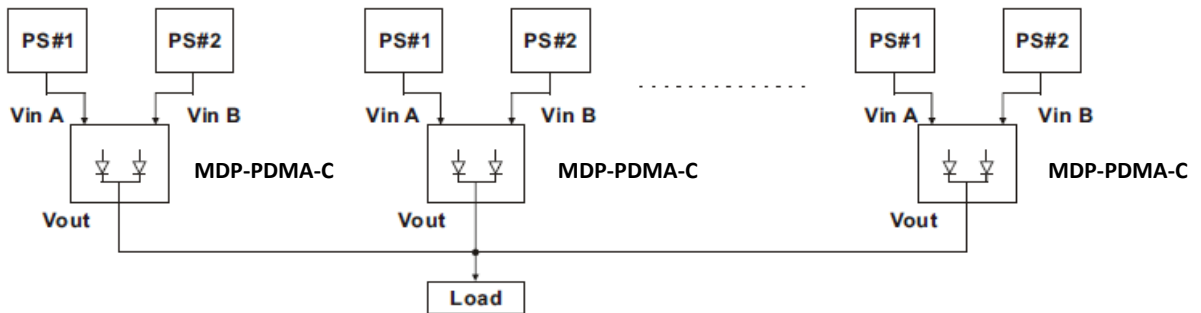 PS#1 PS#2 PS#1 PS#2 PS#1 PS#2
Vin A Vin B Vin A Vin B Vin A Vin B
MDP-PDMA-C MDP-PDMA-C MDP-PDMA-C
Vout Vout Vout
Load